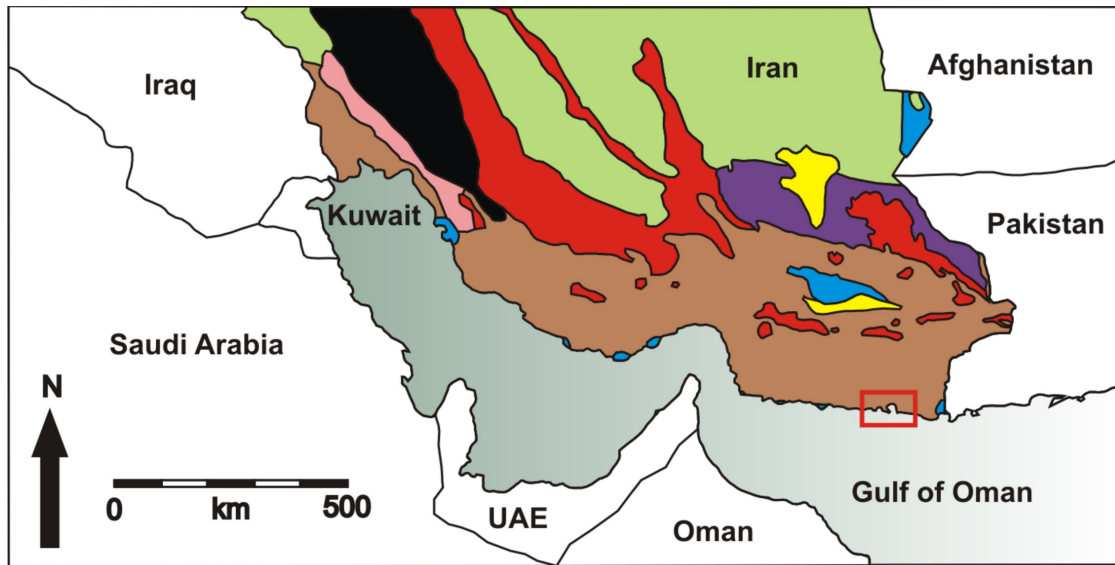 Iraq
Iran
Afghanistan
Kuwait
Pakistan
Saudi Arabia
N
0 km 500
UAE
Oman
Gulf of Oman